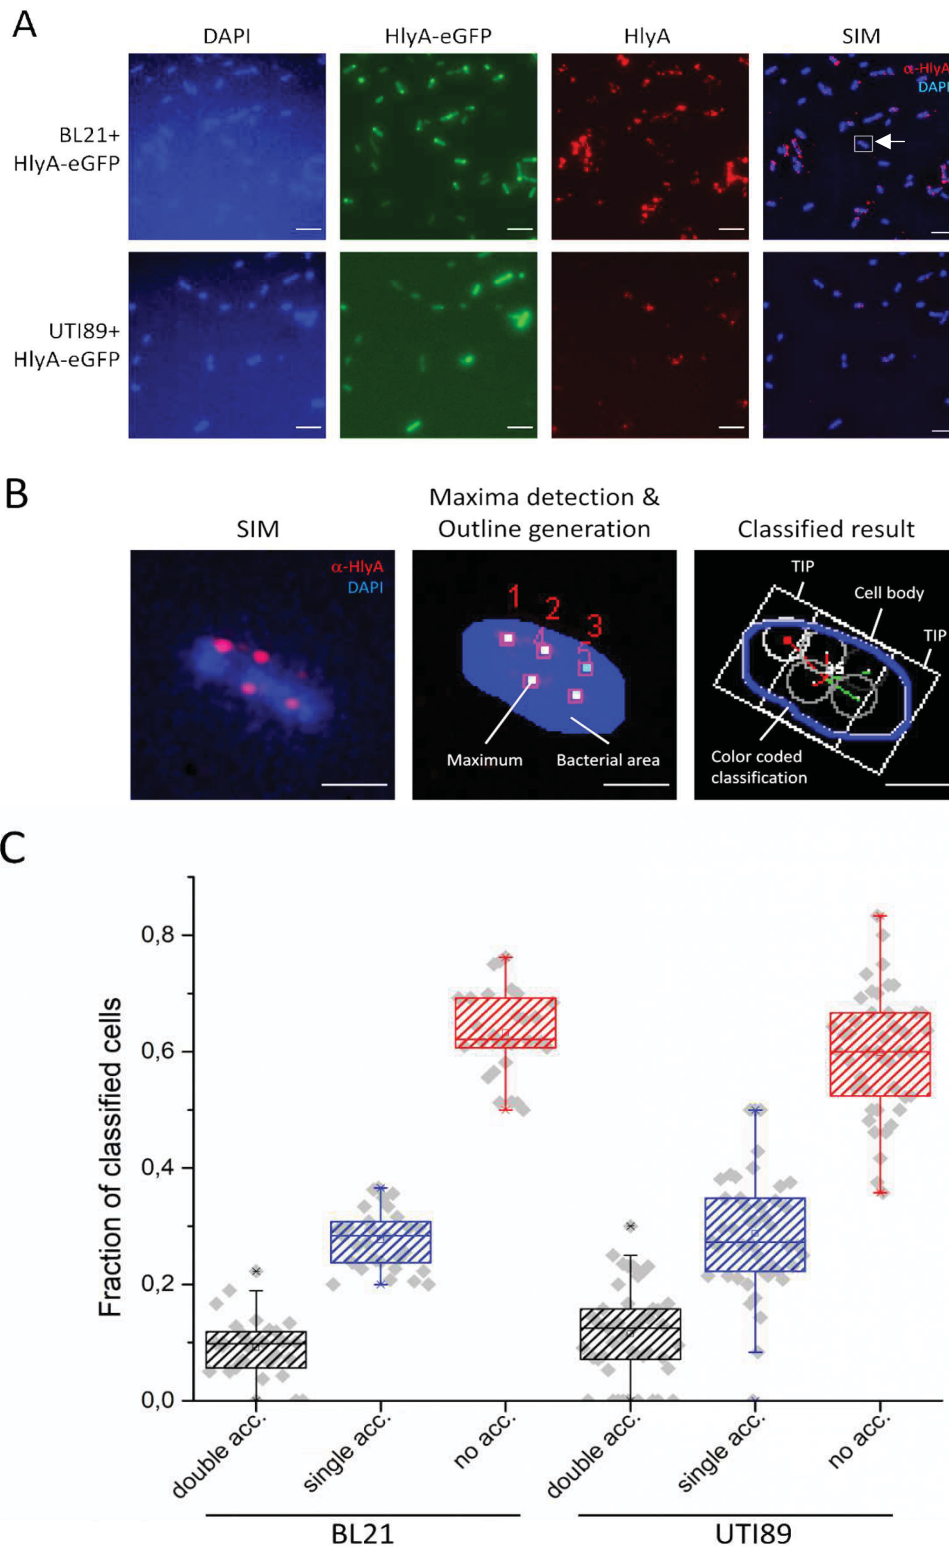 A
DAPI
HlyA-eGFP
HlyA
SIM
α-HlyA
DAPI
BL21+
HlyA-eGFP
UTI89+
HlyA-eGFP
B
SIM
Maxima detection &
Outline generation
Classified result
α-HlyA
DAPI
1
2
3
4
5
Maximum
Bacterial area
TIP
Cell body
TIP
Color coded
classification
C
Fraction of classified cells
0,8
0,6
0,4
0,2
0,0
double acc.
single acc.
no acc.
double acc.
single acc.
no acc.
BL21
UTI89